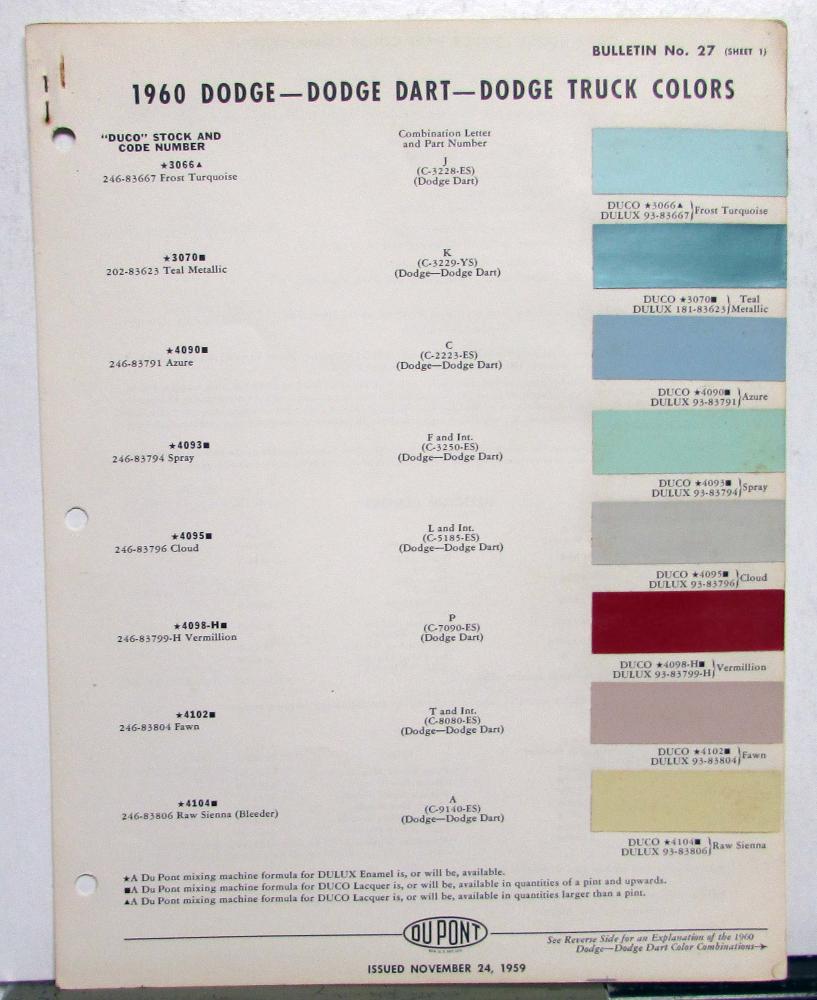 BULLETIN No. 27 (SHEET 1)
1960 DODGE—DODGE DART—DODGE TRUCK COLORS
"DUCO" STOCK AND
CODE NUMBER
Combination Letter
and Part Number
★3066▲
246-83667 Frost Turquoise
J
(C-3228-ES)
(Dodge Dart)
DUCO ★3066▲
DULUX 93-83667} Frost Turquoise
★3070■
202-83623 Teal Metallic
K
(C-3229-YS)
(Dodge—Dodge Dart)
DUCO ★3070■ } Teal
DULUX 181-83623} Metallic
★4090■
246-83791 Azure
C
(C-2223-ES)
(Dodge—Dodge Dart)
DUCO ★4090■
DULUX 93-83791} Azure
★4093■
246-83794 Spray
F and Int.
(C-3250-ES)
(Dodge—Dodge Dart)
DUCO ★4093■
DULUX 93-83794} Spray
★4095■
246-83796 Cloud
L and Int.
(C-5185-ES)
(Dodge—Dodge Dart)
DUCO ★4095■
DULUX 93-83796} Cloud
★4098-H■
246-83799-H Vermillion
P
(C-7090-ES)
(Dodge Dart)
DUCO ★4098-H■
DULUX 93-83799-H} Vermillion
★4102■
246-83804 Fawn
T and Int.
(C-8080-ES)
(Dodge—Dodge Dart)
DUCO ★4102■
DULUX 93-83804} Fawn
★4104■
246-83806 Raw Sienna (Bleeder)
A
(C-9140-ES)
(Dodge—Dodge Dart)
DUCO ★4104■
DULUX 93-83806} Raw Sienna
★A Du Pont mixing machine formula for DULUX Enamel is, or will be, available.
■A Du Pont mixing machine formula for DUCO Lacquer is, or will be, available in quantities of a pint and upwards.
▲A Du Pont mixing machine formula for DUCO Lacquer is, or will be, available in quantities larger than a pint.
DU PONT
See Reverse Side for an Explanation of the 1960
Dodge—Dodge Dart Color Combinations→
ISSUED NOVEMBER 24, 1959